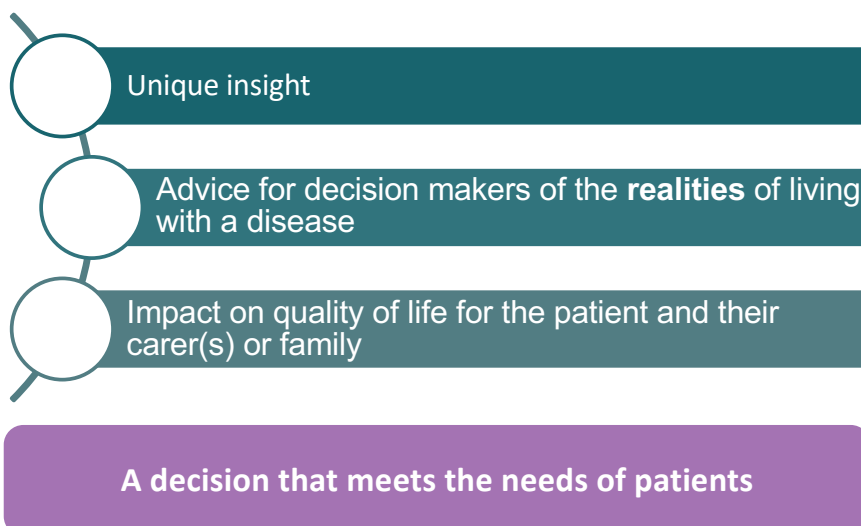 Unique insight
Advice for decision makers of the realities of living
with a disease
Impact on quality of life for the patient and their
carer(s) or family
A decision that meets the needs of patients